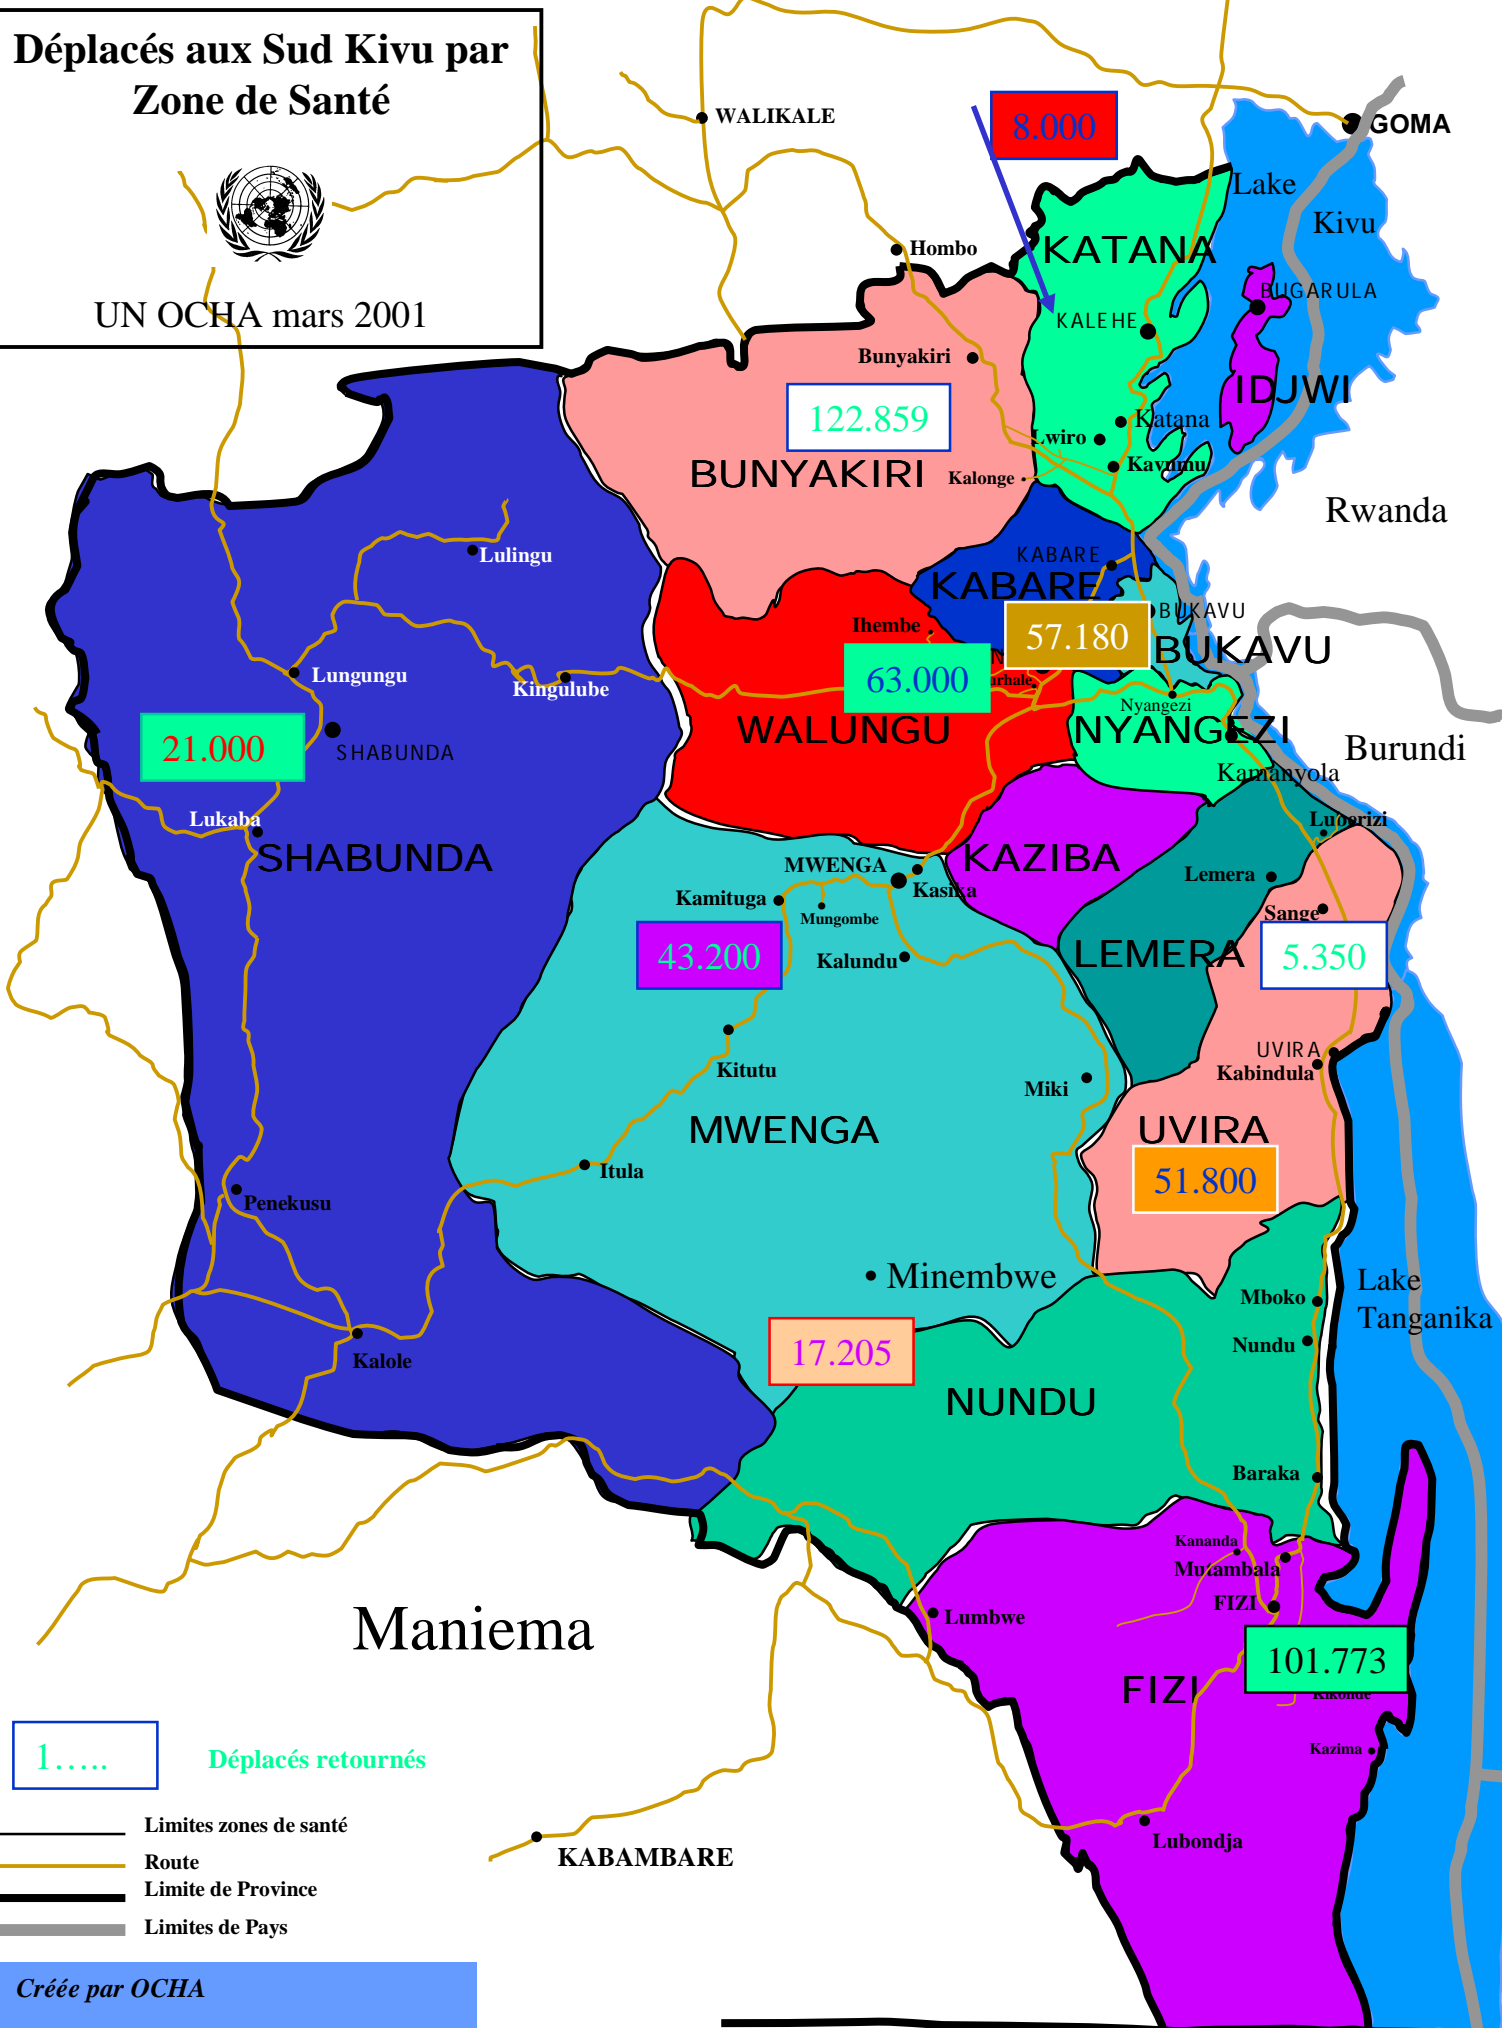 Déplacés aux Sud Kivu par
Zone de Santé
UN OCHA mars 2001
WALIKALE
8.000
GOMA
Lake
Kivu
KATANA
Hombo
BUGARULA
KALEHE
Bunyakiri
IDJWI
122.859
Katana
Lwiro
Kavumu
BUNYAKIRI
Kalonge
Rwanda
Lulingu
KABARE
KABARE
BUKAVU
Ihembe
57.180
BUKAVU
Lungungu
Kingulube
63.000
Nyangezi
21.000
SHABUNDA
WALUNGU
NYANGEZI
Burundi
Kamanyola
Lukaba
SHABUNDA
MWENGA
KAZIBA
Lemera
Kasika
Kamituga
Mungombe
Sange
43.200
Kalundu
LEMERA
5.350
UVIRA
Kitutu
Miki
Kabindula
MWENGA
UVIRA
Itula
51.800
Penekusu
Minembwe
Lake
Tanganika
Mboko
Nundu
17.205
Kalole
NUNDU
Baraka
Kananda
Mutambala
FIZI
Lumbwe
Maniema
101.773
FIZI
Kikonde
Kazima
1.....
Déplacés retournés
Limites zones de santé
Route
Limite de Province
Limites de Pays
Lubondja
KABAMBARE
Créée par OCHA